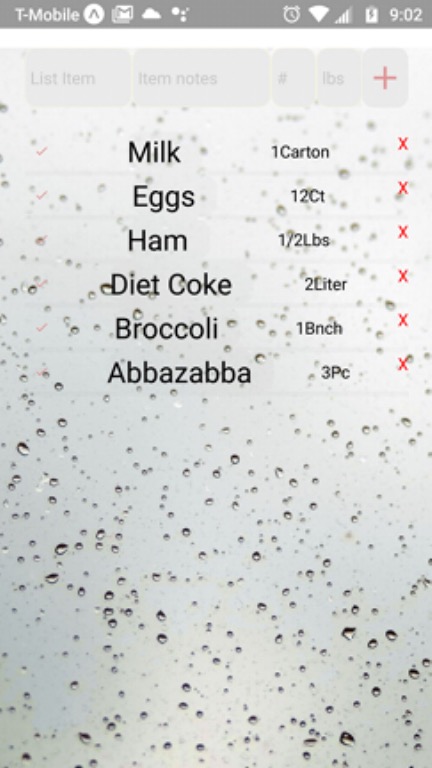 T-Mobile 9:02
List Item Item notes # lbs +
Milk 1Carton X
Eggs 12Ct X
Ham 1/2Lbs X
Diet Coke 2Liter X
Broccoli 1Bnch X
Abbazabba 3Pc X